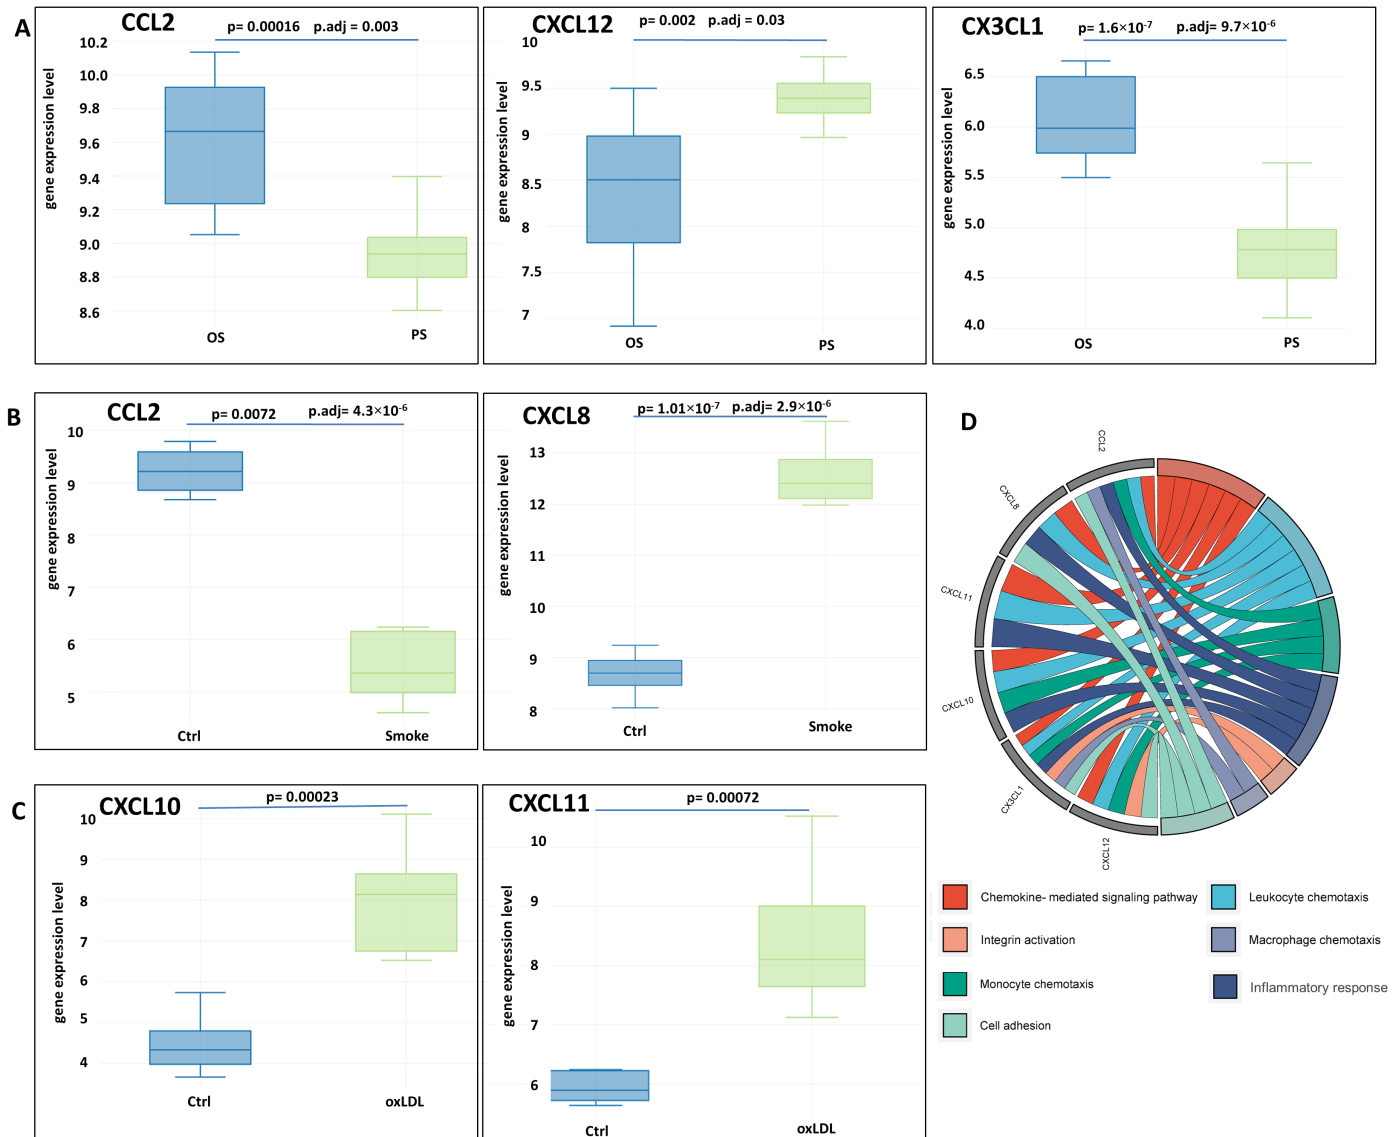 A
CCL2
p= 0.00016 p.adj = 0.003
gene expression level
10.2
10.0
9.8
9.6
9.4
9.2
9.0
8.8
8.6
OS
PS
CXCL12
p= 0.002 p.adj = 0.03
gene expression level
10
9.5
9
8.5
8
7.5
7
OS
PS
CX3CL1
p= 1.6×10-7 p.adj= 9.7×10-6
gene expression level
6.5
6.0
5.5
5.0
4.5
4.0
OS
PS
B
CCL2
p= 0.0072 p.adj= 4.3×10-6
gene expression level
10
9
8
7
6
5
Ctrl
Smoke
CXCL8
p= 1.01×10-7 p.adj= 2.9×10-6
gene expression level
13
12
11
10
9
8
Ctrl
Smoke
C
CXCL10
p= 0.00023
gene expression level
10
9
8
7
6
5
4
Ctrl
oxLDL
CXCL11
p= 0.00072
gene expression level
10
9
8
7
6
Ctrl
oxLDL
D
CCL2
CXCL8
CXCL11
CXCL10
CX3CL1
CXCL12
Chemokine- mediated signaling pathway
Leukocyte chemotaxis
Integrin activation
Macrophage chemotaxis
Monocyte chemotaxis
Inflammatory response
Cell adhesion